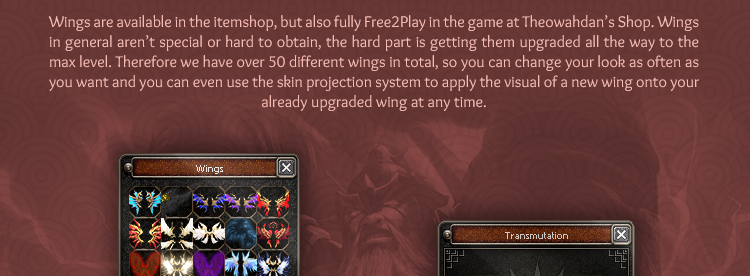 Wings are available in the itemshop, but also fully Free2Play in the game at Theowahdan's Shop. Wings
in general aren't special or hard to obtain, the hard part is getting them upgraded all the way to the
max level. Therefore we have over 50 different wings in total, so you can change your look as often as
you want and you can even use the skin projection system to apply the visual of a new wing onto your
already upgraded wing at any time.
Wings
Transmutation